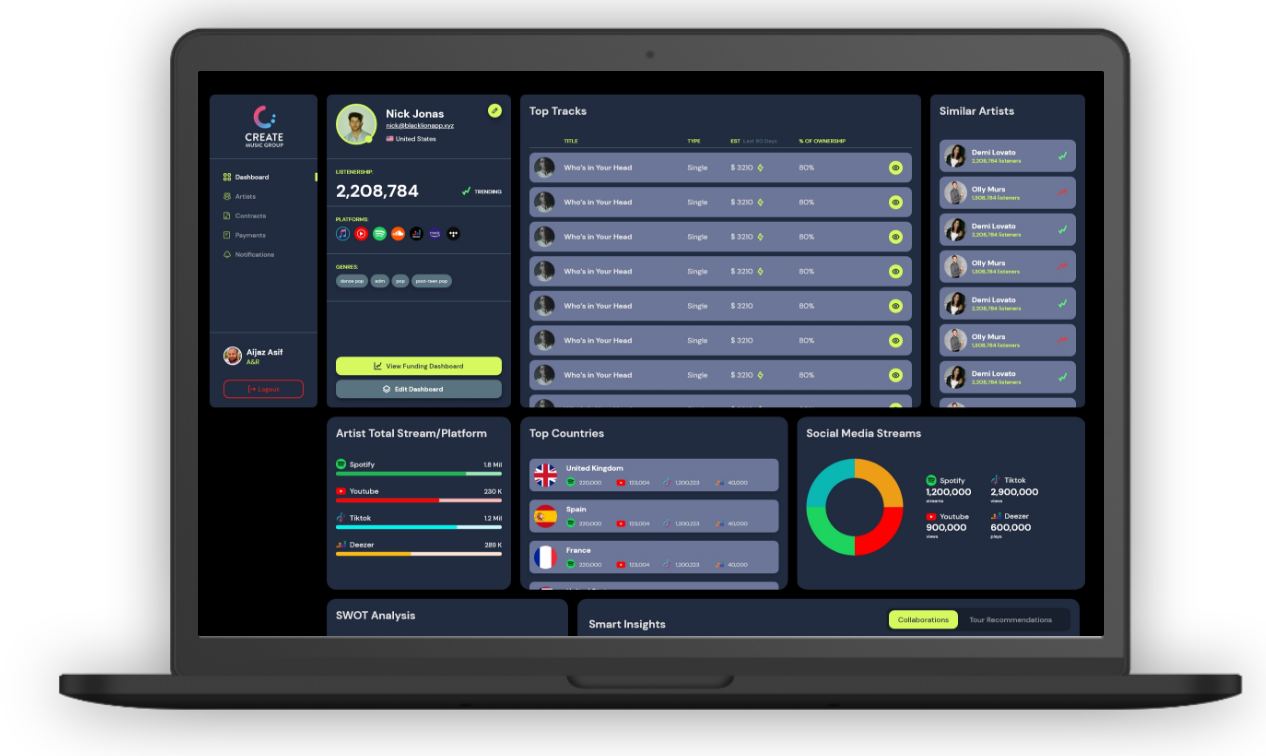 CREATE
MUSIC GROUP
Dashboard
Artists
Contracts
Payments
Notifications
Aijaz Asif
A&R
Logout
Nick Jonas
nick@blacklionapp.xyz
United States
LISTENERSHIP:
2,208,784
TRENDING
PLATFORMS:
GENRES:
dance pop
edm
pop
post-teen pop
View Funding Dashboard
Edit Dashboard
Top Tracks
TITLE TYPE EST Last 90 Days % OF OWNERSHIP
Who's in Your Head Single $ 3210 80%
Who's in Your Head Single $ 3210 80%
Who's in Your Head Single $ 3210 80%
Who's in Your Head Single $ 3210 80%
Who's in Your Head Single $ 3210 80%
Who's in Your Head Single $ 3210 80%
Who's in Your Head Single $ 3210 80%
Similar Artists
Demi Lovato
2,208,784 listeners
Olly Murs
1,208,784 listeners
Demi Lovato
2,208,784 listeners
Olly Murs
1,208,784 listeners
Demi Lovato
2,208,784 listeners
Olly Murs
1,208,784 listeners
Demi Lovato
2,208,784 listeners
Artist Total Stream/Platform
Spotify 1.8 Mil
Youtube 230 K
Tiktok 1.2 Mil
Deezer 280 K
Top Countries
United Kingdom
220,000 123,004 1,200,223 40,000
Spain
220,000 123,004 1,200,223 40,000
France
220,000 123,004 1,200,223 40,000
Social Media Streams
Spotify
1,200,000
streams
Tiktok
2,900,000
views
Youtube
900,000
views
Deezer
600,000
plays
SWOT Analysis
Smart Insights
Collaborations
Tour Recommendations